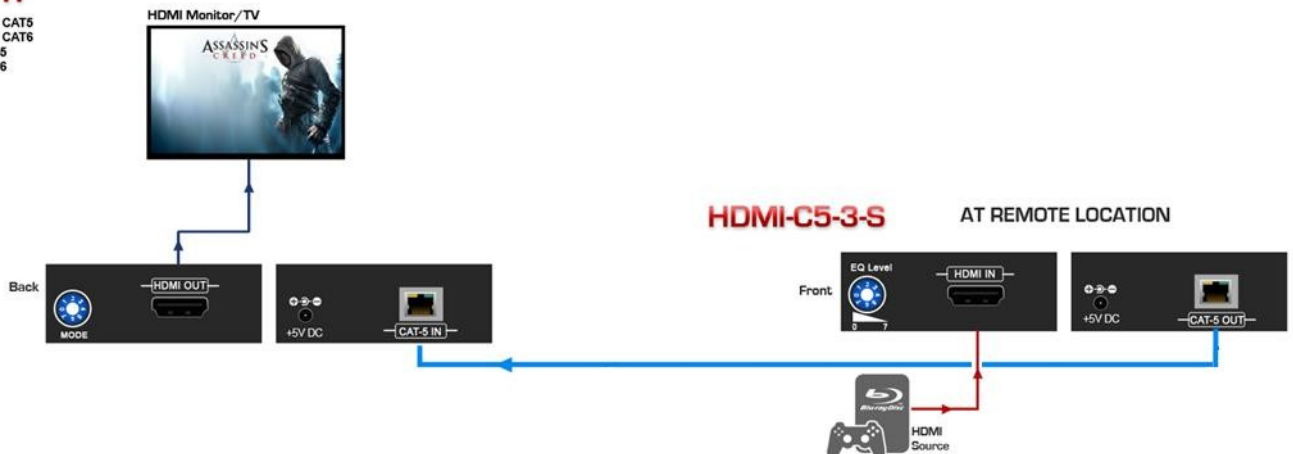 CAT5
CAT6
5
6
HDMI Monitor/TV
ASSASSIN'S
CREED
HDMI-C5-3-S
AT REMOTE LOCATION
Back
MODE
HDMI OUT
+5V DC
CAT-5 IN
Front
EQ Level
0 7
HDMI IN
+5V DC
CAT-5 OUT
Blu-ray Disc
HDMI
Source